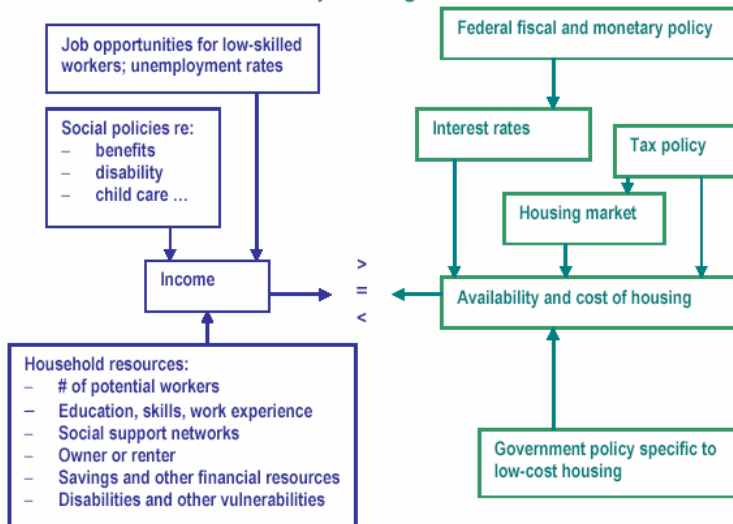 Job opportunities for low-skilled
workers; unemployment rates
Social policies re:
– benefits
– disability
– child care …
Income
Household resources:
– # of potential workers
– Education, skills, work experience
– Social support networks
– Owner or renter
– Savings and other financial resources
– Disabilities and other vulnerabilities
>
=
<
Federal fiscal and monetary policy
Interest rates
Tax policy
Housing market
Availability and cost of housing
Government policy specific to
low-cost housing